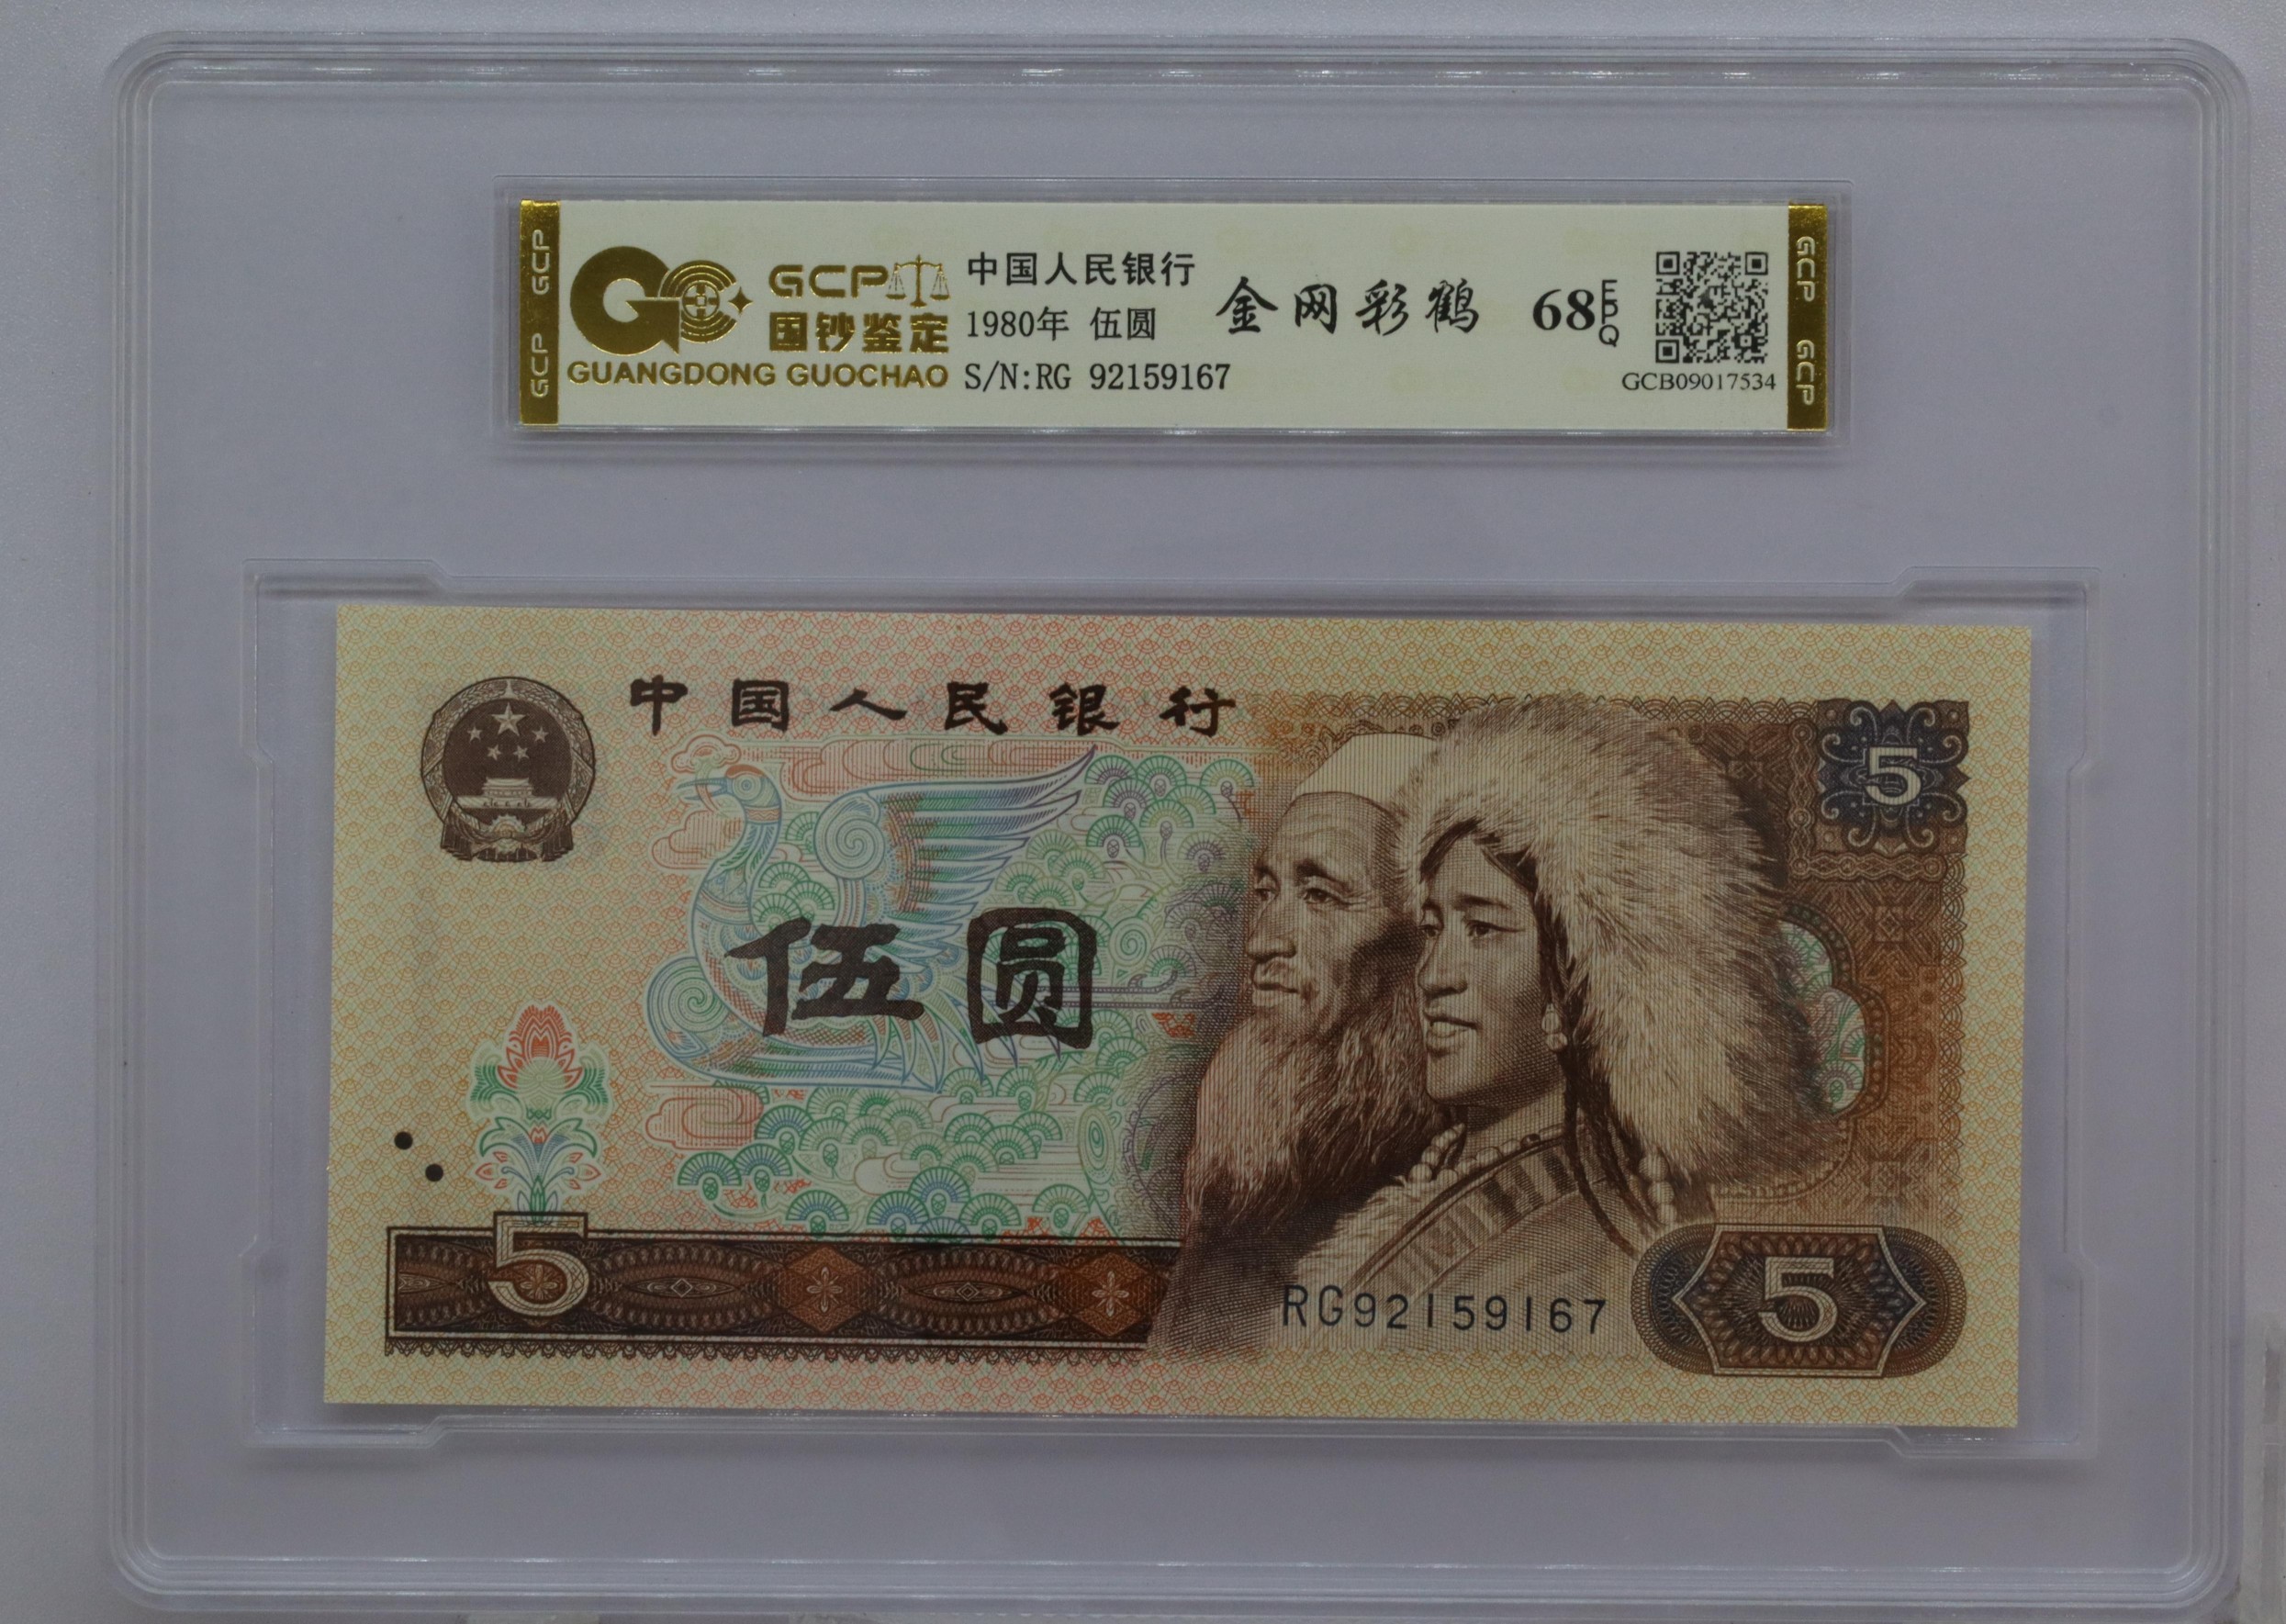 GCP GCP
GCP
国钞鉴定
GUANGDONG GUOCHAO
中国人民银行
1980年 伍圆
S/N:RG 92159167
金网彩鹤
68 EPQ
GCB09017534
GCP GCP
中国人民银行
5
伍圆
5
RG92159167
5